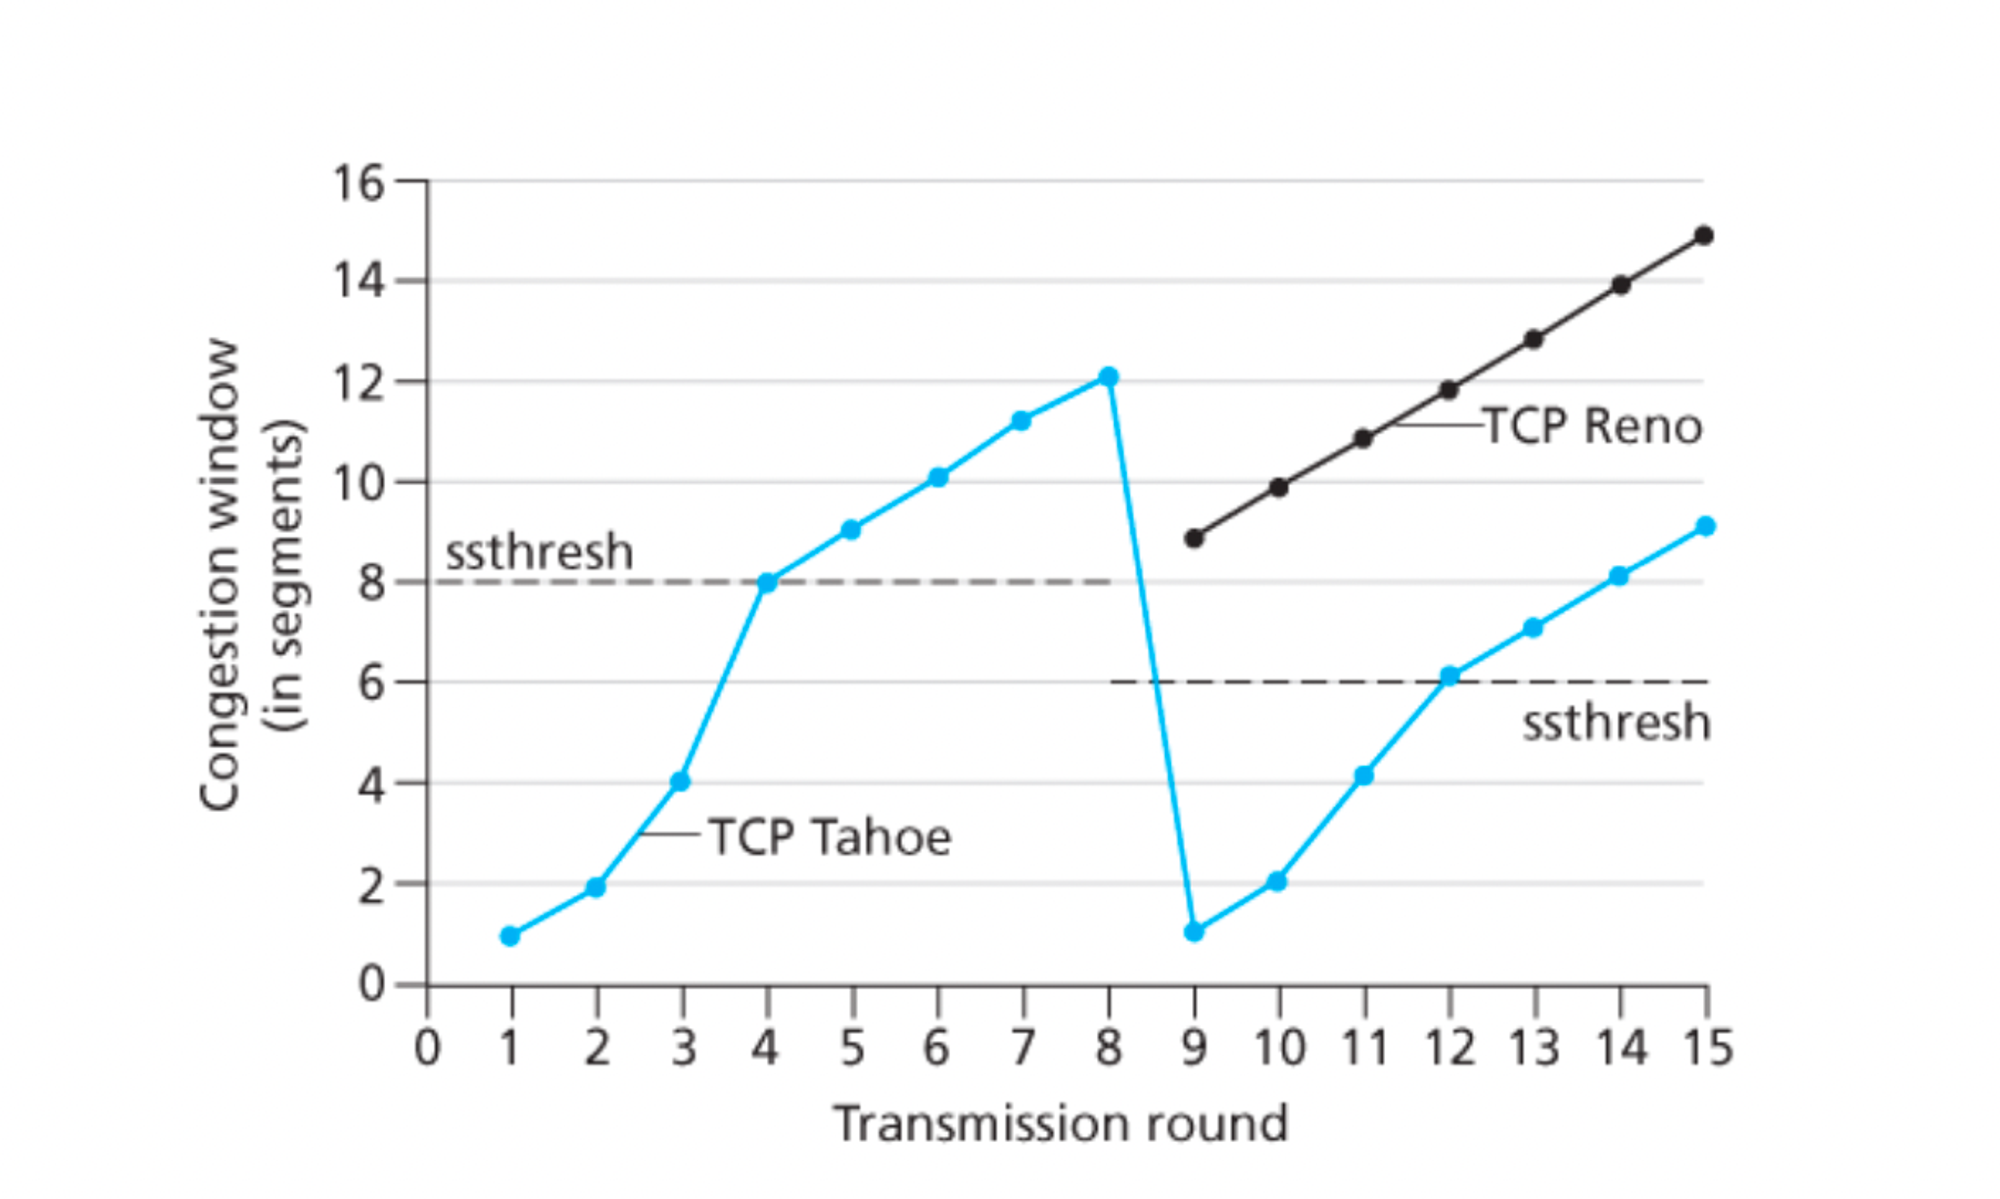 16
14
12
10
8
6
4
2
0
Congestion window
(in segments)
ssthresh
TCP Reno
ssthresh
TCP Tahoe
0 1 2 3 4 5 6 7 8 9 10 11 12 13 14 15
Transmission round